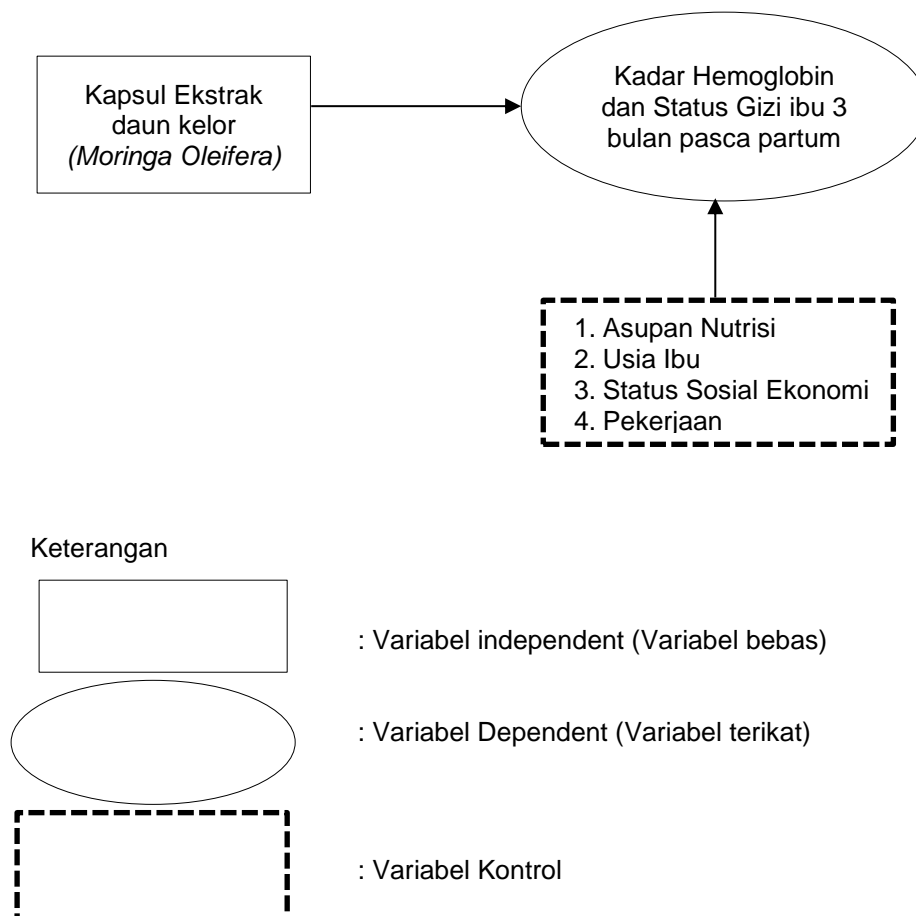 Kapsul Ekstrak
daun kelor
(Moringa Oleifera)
Kadar Hemoglobin
dan Status Gizi ibu 3
bulan pasca partum
1. Asupan Nutrisi
2. Usia Ibu
3. Status Sosial Ekonomi
4. Pekerjaan
Keterangan
: Variabel independent (Variabel bebas)
: Variabel Dependent (Variabel terikat)
: Variabel Kontrol